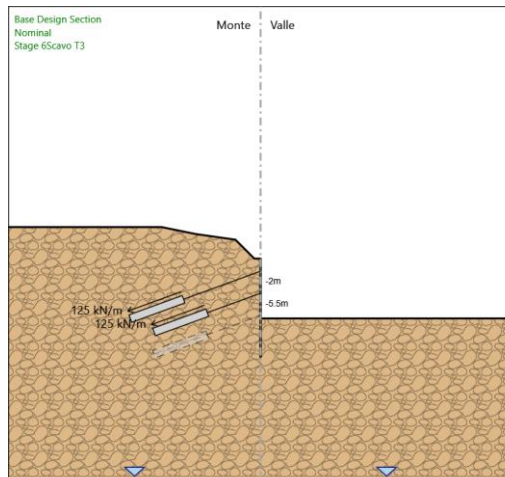 Base Design Section
Nominal
Stage 6Scavo T3
Monte
Valle
-2m
-5.5m
125 kN/m
125 kN/m